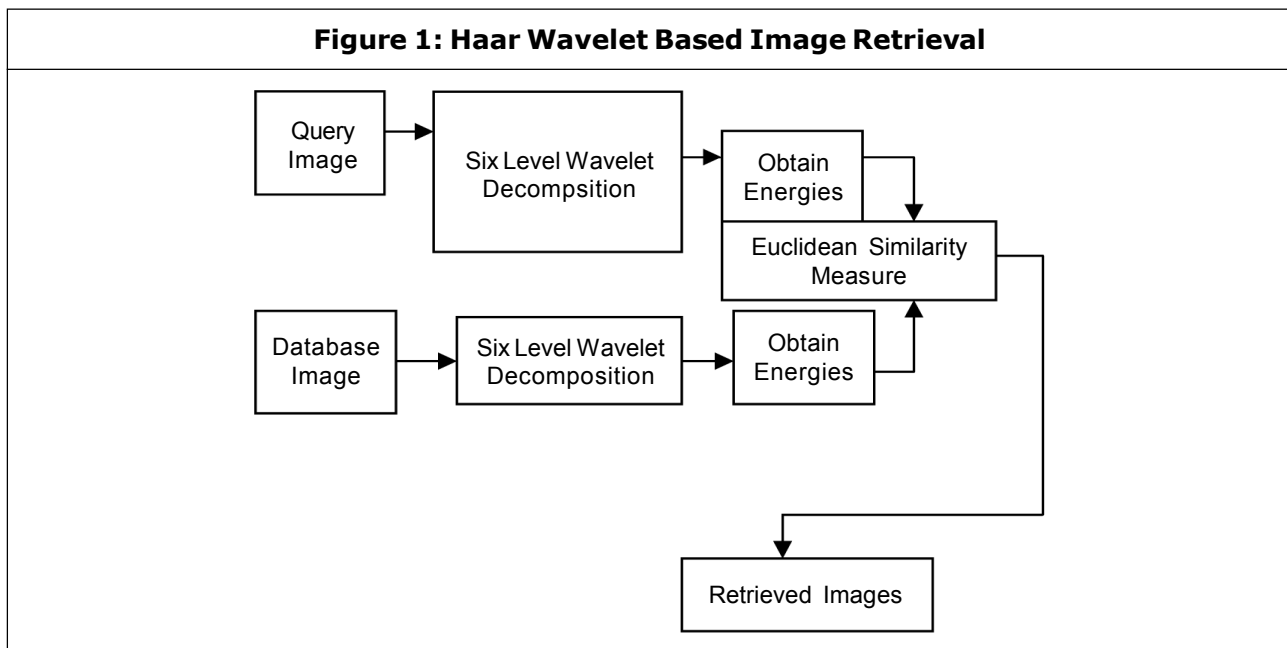 Figure 1: Haar Wavelet Based Image Retrieval
Query
Image
Six Level Wavelet
Decompsition
Obtain
Energies
Euclidean Similarity
Measure
Database
Image
Six Level Wavelet
Decomposition
Obtain
Energies
Retrieved Images